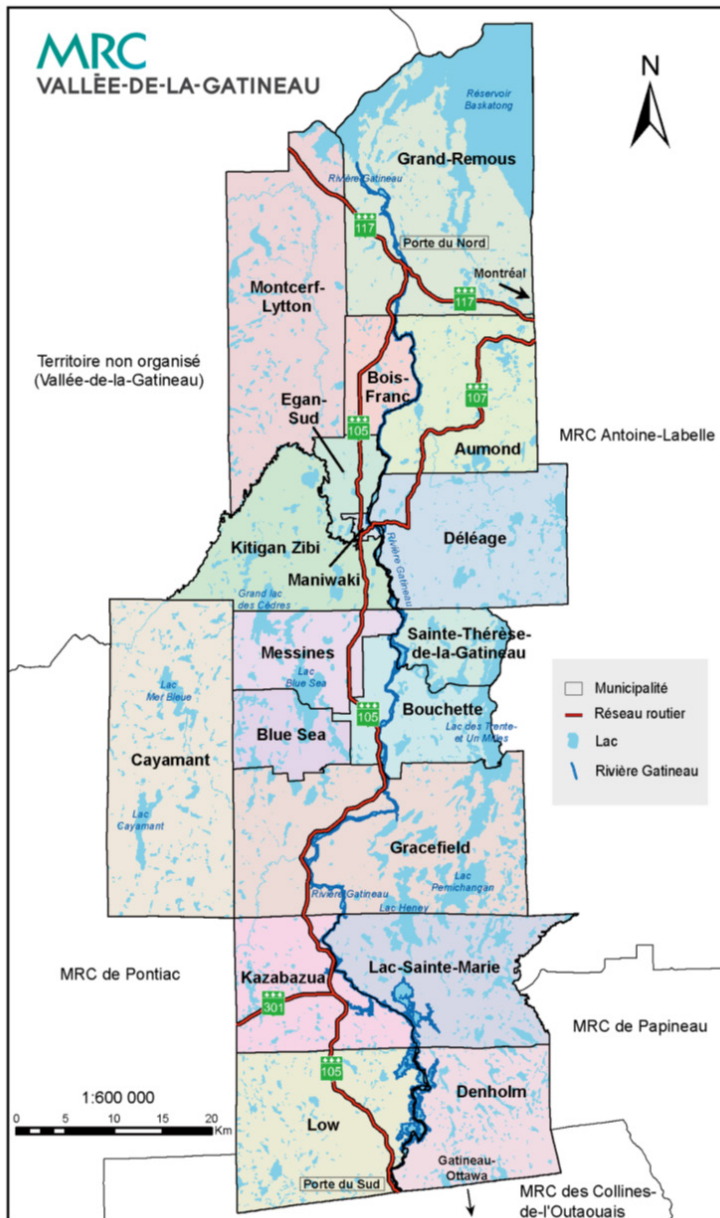 MRC
VALLÉE-DE-LA-GATINEAU
N
Réservoir
Baskatong
Grand-Remous
Rivière Gatineau
117
Porte du Nord
Montréal
117
Montcerf-
Lytton
Territoire non organisé
(Vallée-de-la-Gatineau)
Bois-
Franc
Egan-
Sud
105
107
Aumond
MRC Antoine-Labelle
Kitigan Zibi
Déléage
Maniwaki
Rivière Gatineau
Grand lac
des Cèdres
Messines
Sainte-Thérèse-
de-la-Gatineau
Lac
Blue Sea
Lac
Mer Bleue
Blue Sea
105
Bouchette
Lac des Trente-
et Un Milles
Cayamant
Municipalité
Réseau routier
Lac
Rivière Gatineau
Lac
Cayamant
Gracefield
Lac
Pemichangan
Rivière Gatineau
Lac Heney
MRC de Pontiac
Kazabazua
Lac-Sainte-Marie
301
MRC de Papineau
105
1:600 000
0 5 10 15 20
Km
Denholm
Low
Gatineau-
Ottawa
Porte du Sud
MRC des Collines-
de-l'Outaouais